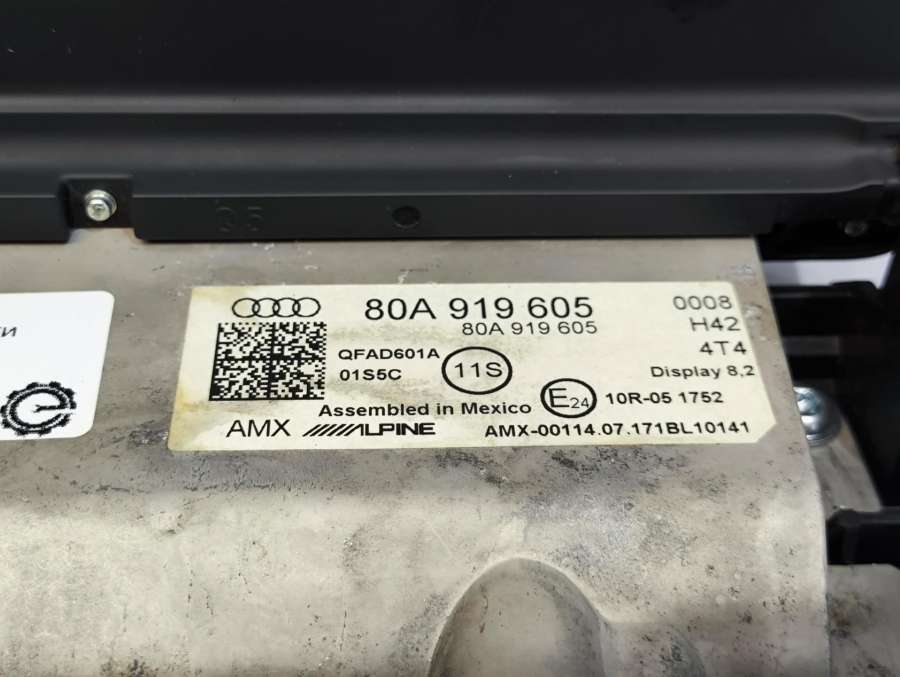 05
80A 919 605
80A 919 605
0008
H42
4T4
Display 8,2
QFAD601A
01S5C
11S
Assembled in Mexico
E24
10R-05 1752
AMX
ALPINE
AMX-00114.07.171BL10141